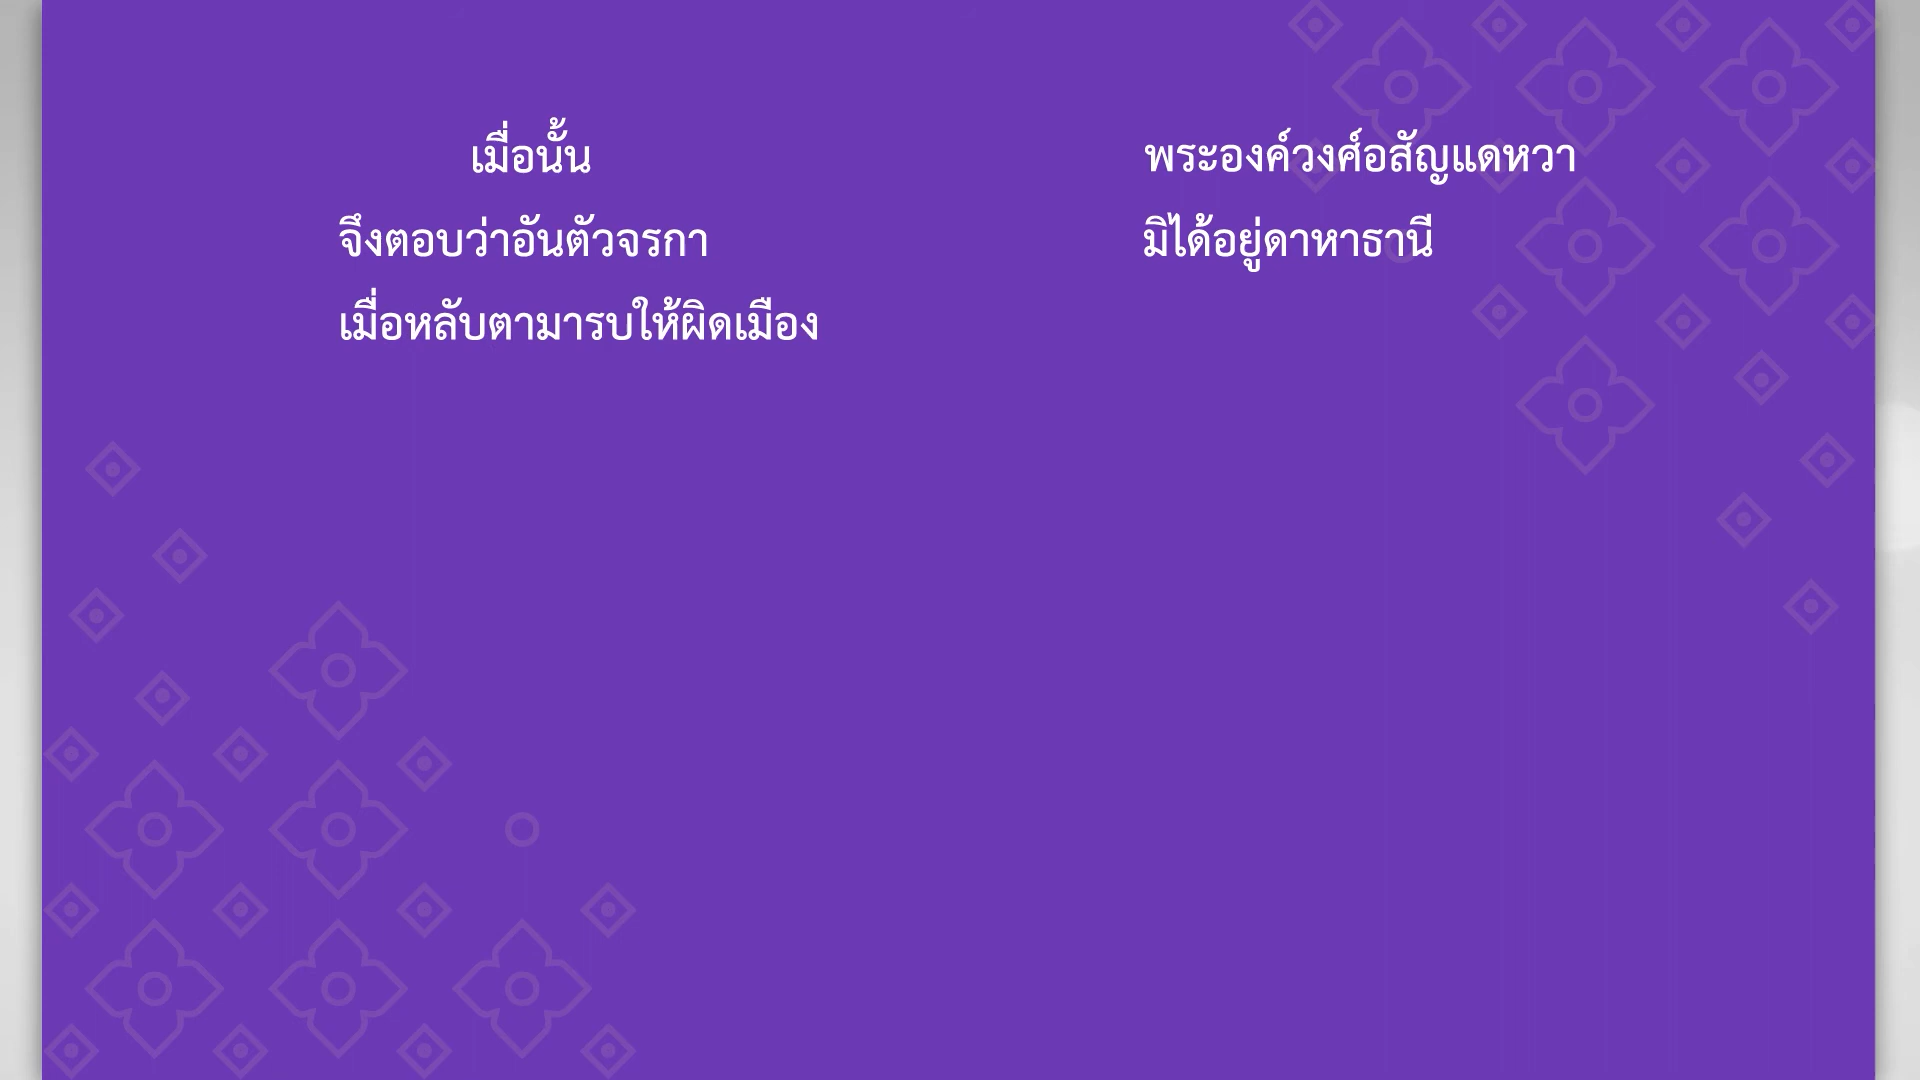 เมื่อนั้น พระองค์วงศ์อสัญแดหวา
จึงตอบว่าอันตัวจรกา มิได้อยู่ดาหาธานี
เมื่อหลับตามารบให้ผิดเมือง